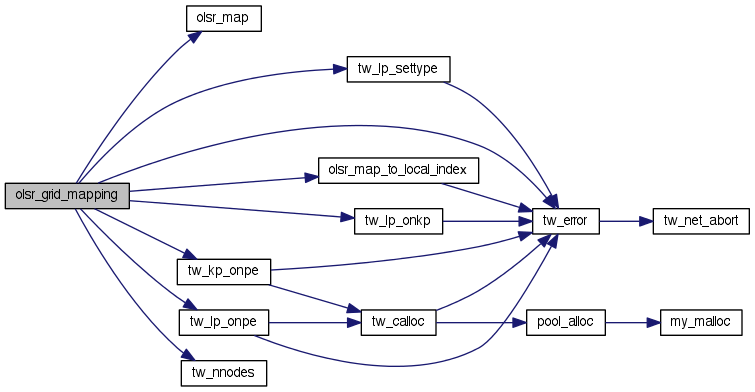 olsr_map
tw_lp_settype
olsr_map_to_local_index
olsr_grid_mapping
tw_lp_onkp
tw_error
tw_net_abort
tw_kp_onpe
tw_lp_onpe
tw_calloc
pool_alloc
my_malloc
tw_nnodes